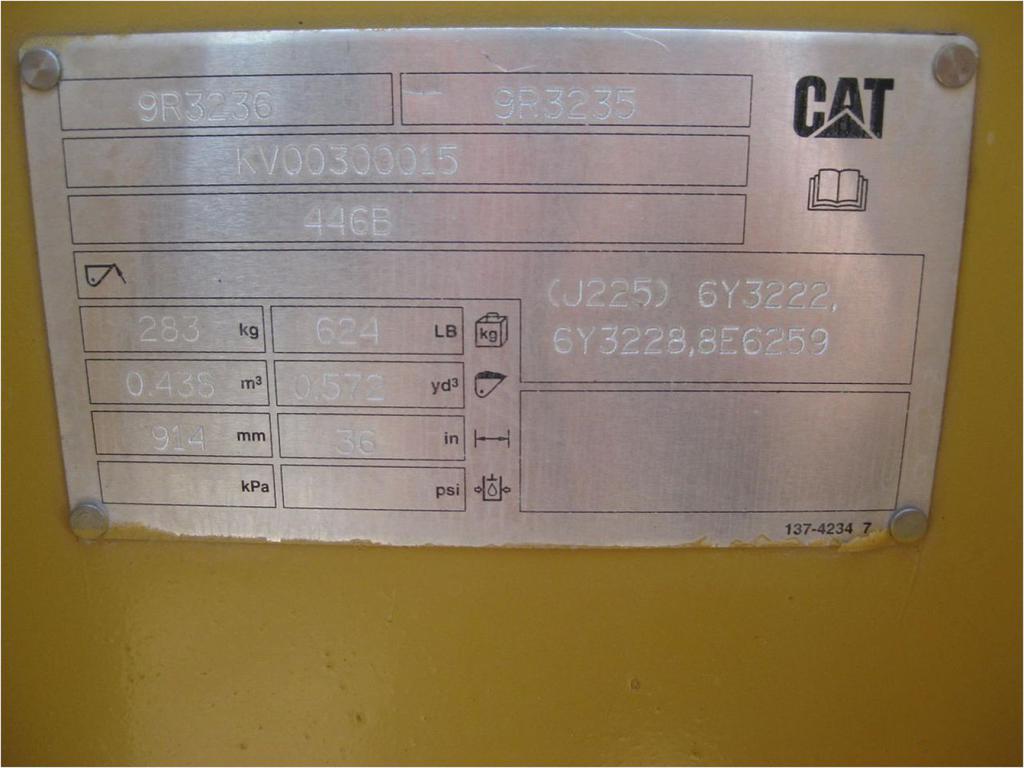 9R3236 9R3235
CAT
KV00300015
446B
(J225) 6Y3222,
6Y3228,8E6259
283 kg 624 LB kg
0.438 m³ 0.572 yd³
914 mm 36 in
kPa psi
137-4234 7